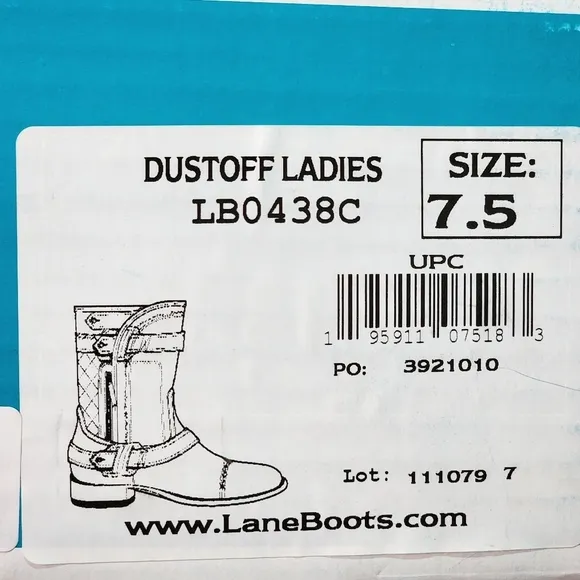 DUSTOFF LADIES
LB0438C
SIZE:
7.5
UPC
1 95911 07518 3
PO: 3921010
Lot: 111079 7
www.LaneBoots.com